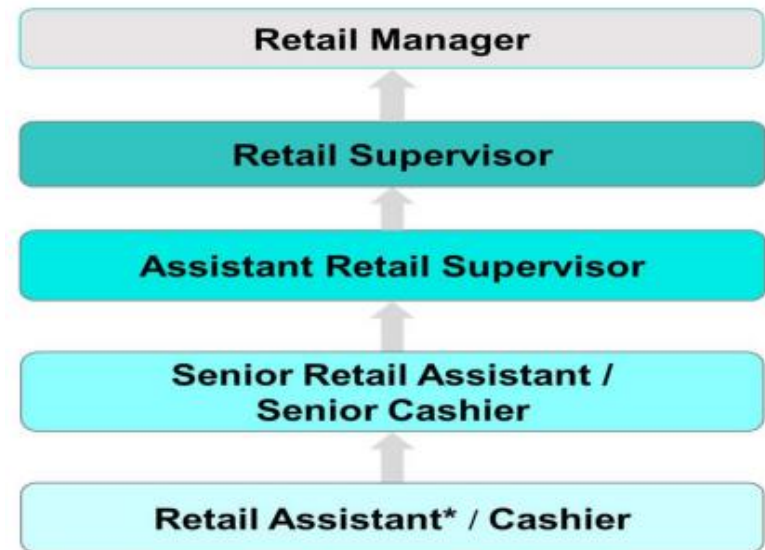 Retail Manager
Retail Supervisor
Assistant Retail Supervisor
Senior Retail Assistant /
Senior Cashier
Retail Assistant* / Cashier